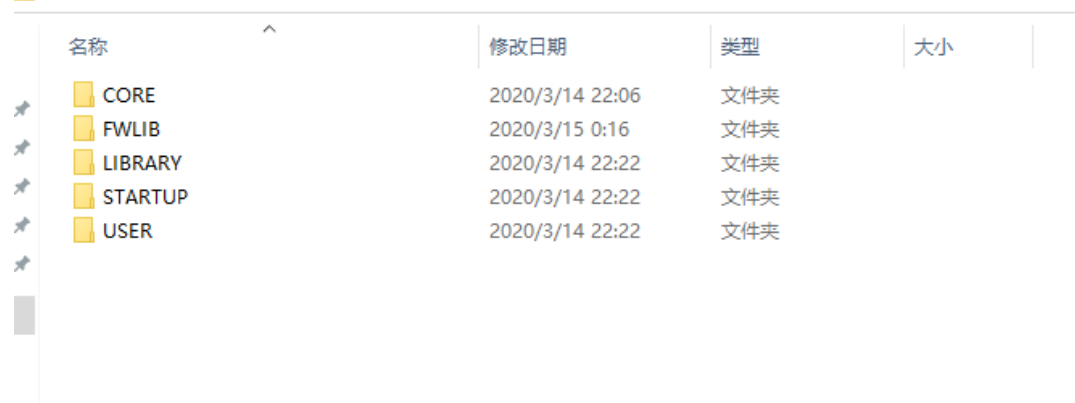 名称 修改日期 类型 大小
CORE 2020/3/14 22:06 文件夹
FWLIB 2020/3/15 0:16 文件夹
LIBRARY 2020/3/14 22:22 文件夹
STARTUP 2020/3/14 22:22 文件夹
USER 2020/3/14 22:22 文件夹